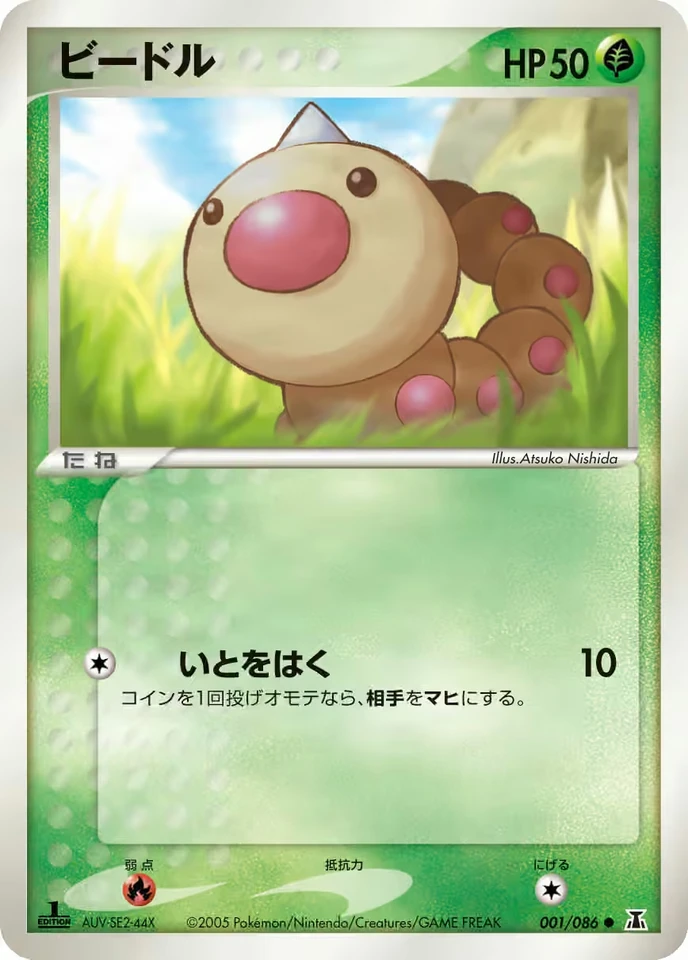 ビードル HP50
たね Illus.Atsuko Nishida
いとをはく 10
コインを1回投げオモテなら、相手をマヒにする。
弱点 抵抗力 にげる
1 EDITION AUV-SE2-44X ©2005 Pokémon/Nintendo/Creatures/GAME FREAK 001/086